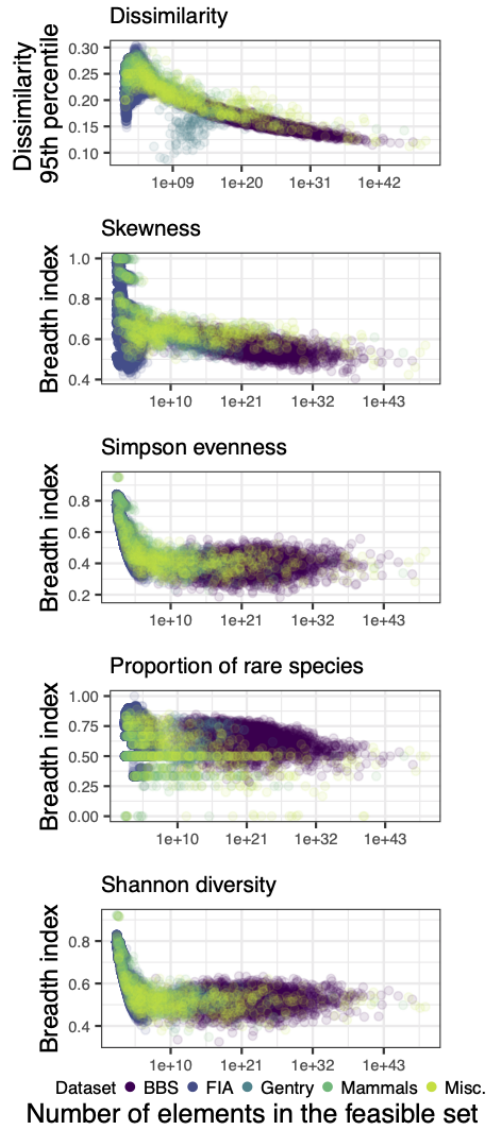 Dissimilarity
Dissimilarity
95th percentile
0.30
0.25
0.20
0.15
0.10
1e+09 1e+20 1e+31 1e+42
Skewness
Breadth index
1.0
0.8
0.6
0.4
1e+10 1e+21 1e+32 1e+43
Simpson evenness
Breadth index
0.8
0.6
0.4
0.2
1e+10 1e+21 1e+32 1e+43
Proportion of rare species
Breadth index
1.00
0.75
0.50
0.25
0.00
1e+10 1e+21 1e+32 1e+43
Shannon diversity
Breadth index
0.8
0.6
0.4
1e+10 1e+21 1e+32 1e+43
Dataset BBS FIA Gentry Mammals Misc.
Number of elements in the feasible set